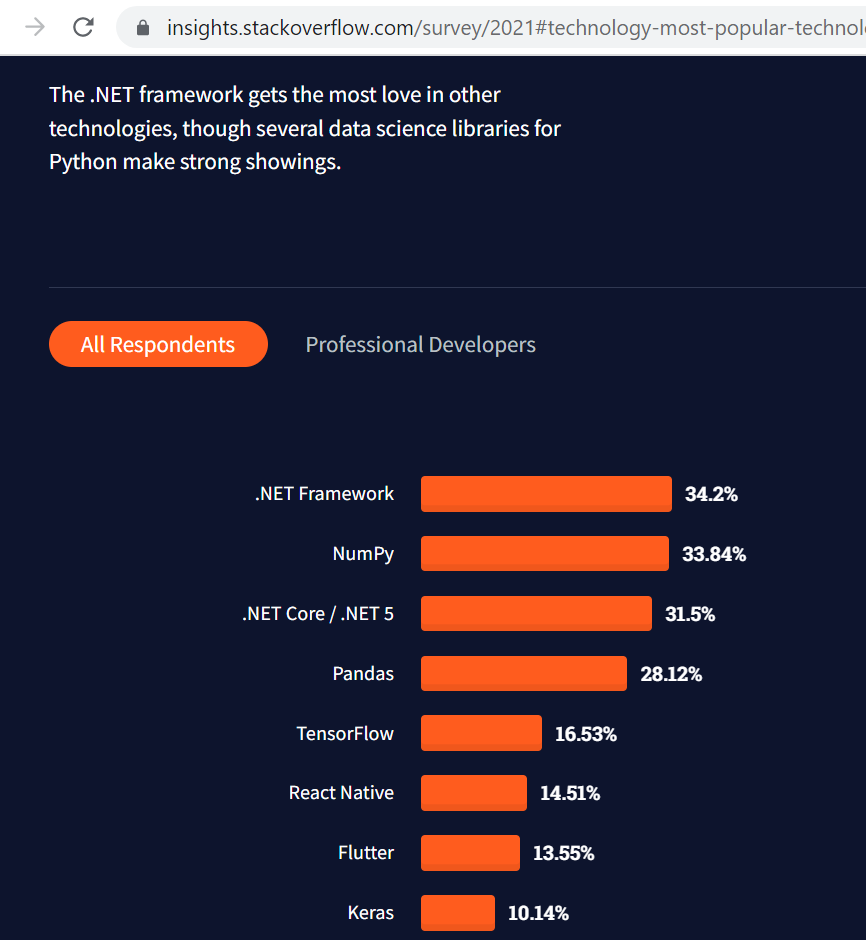 insights.stackoverflow.com/survey/2021#technology-most-popular-technol
The .NET framework gets the most love in other
technologies, though several data science libraries for
Python make strong showings.
All Respondents Professional Developers
.NET Framework 34.2%
NumPy 33.84%
.NET Core / .NET 5 31.5%
Pandas 28.12%
TensorFlow 16.53%
React Native 14.51%
Flutter 13.55%
Keras 10.14%